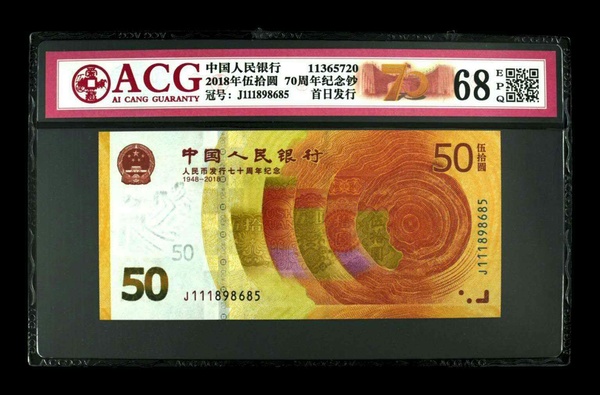 ACG
AI CANG GUARANTY
中国人民银行 11365720
2018年伍拾圆 70周年纪念钞
冠号：J111898685 首日发行
70
68
EPQ
中国人民银行
人民币发行七十周年纪念
1948-2018
50
伍拾圆
50
50
J111898685
J111898685
ACG
ACG